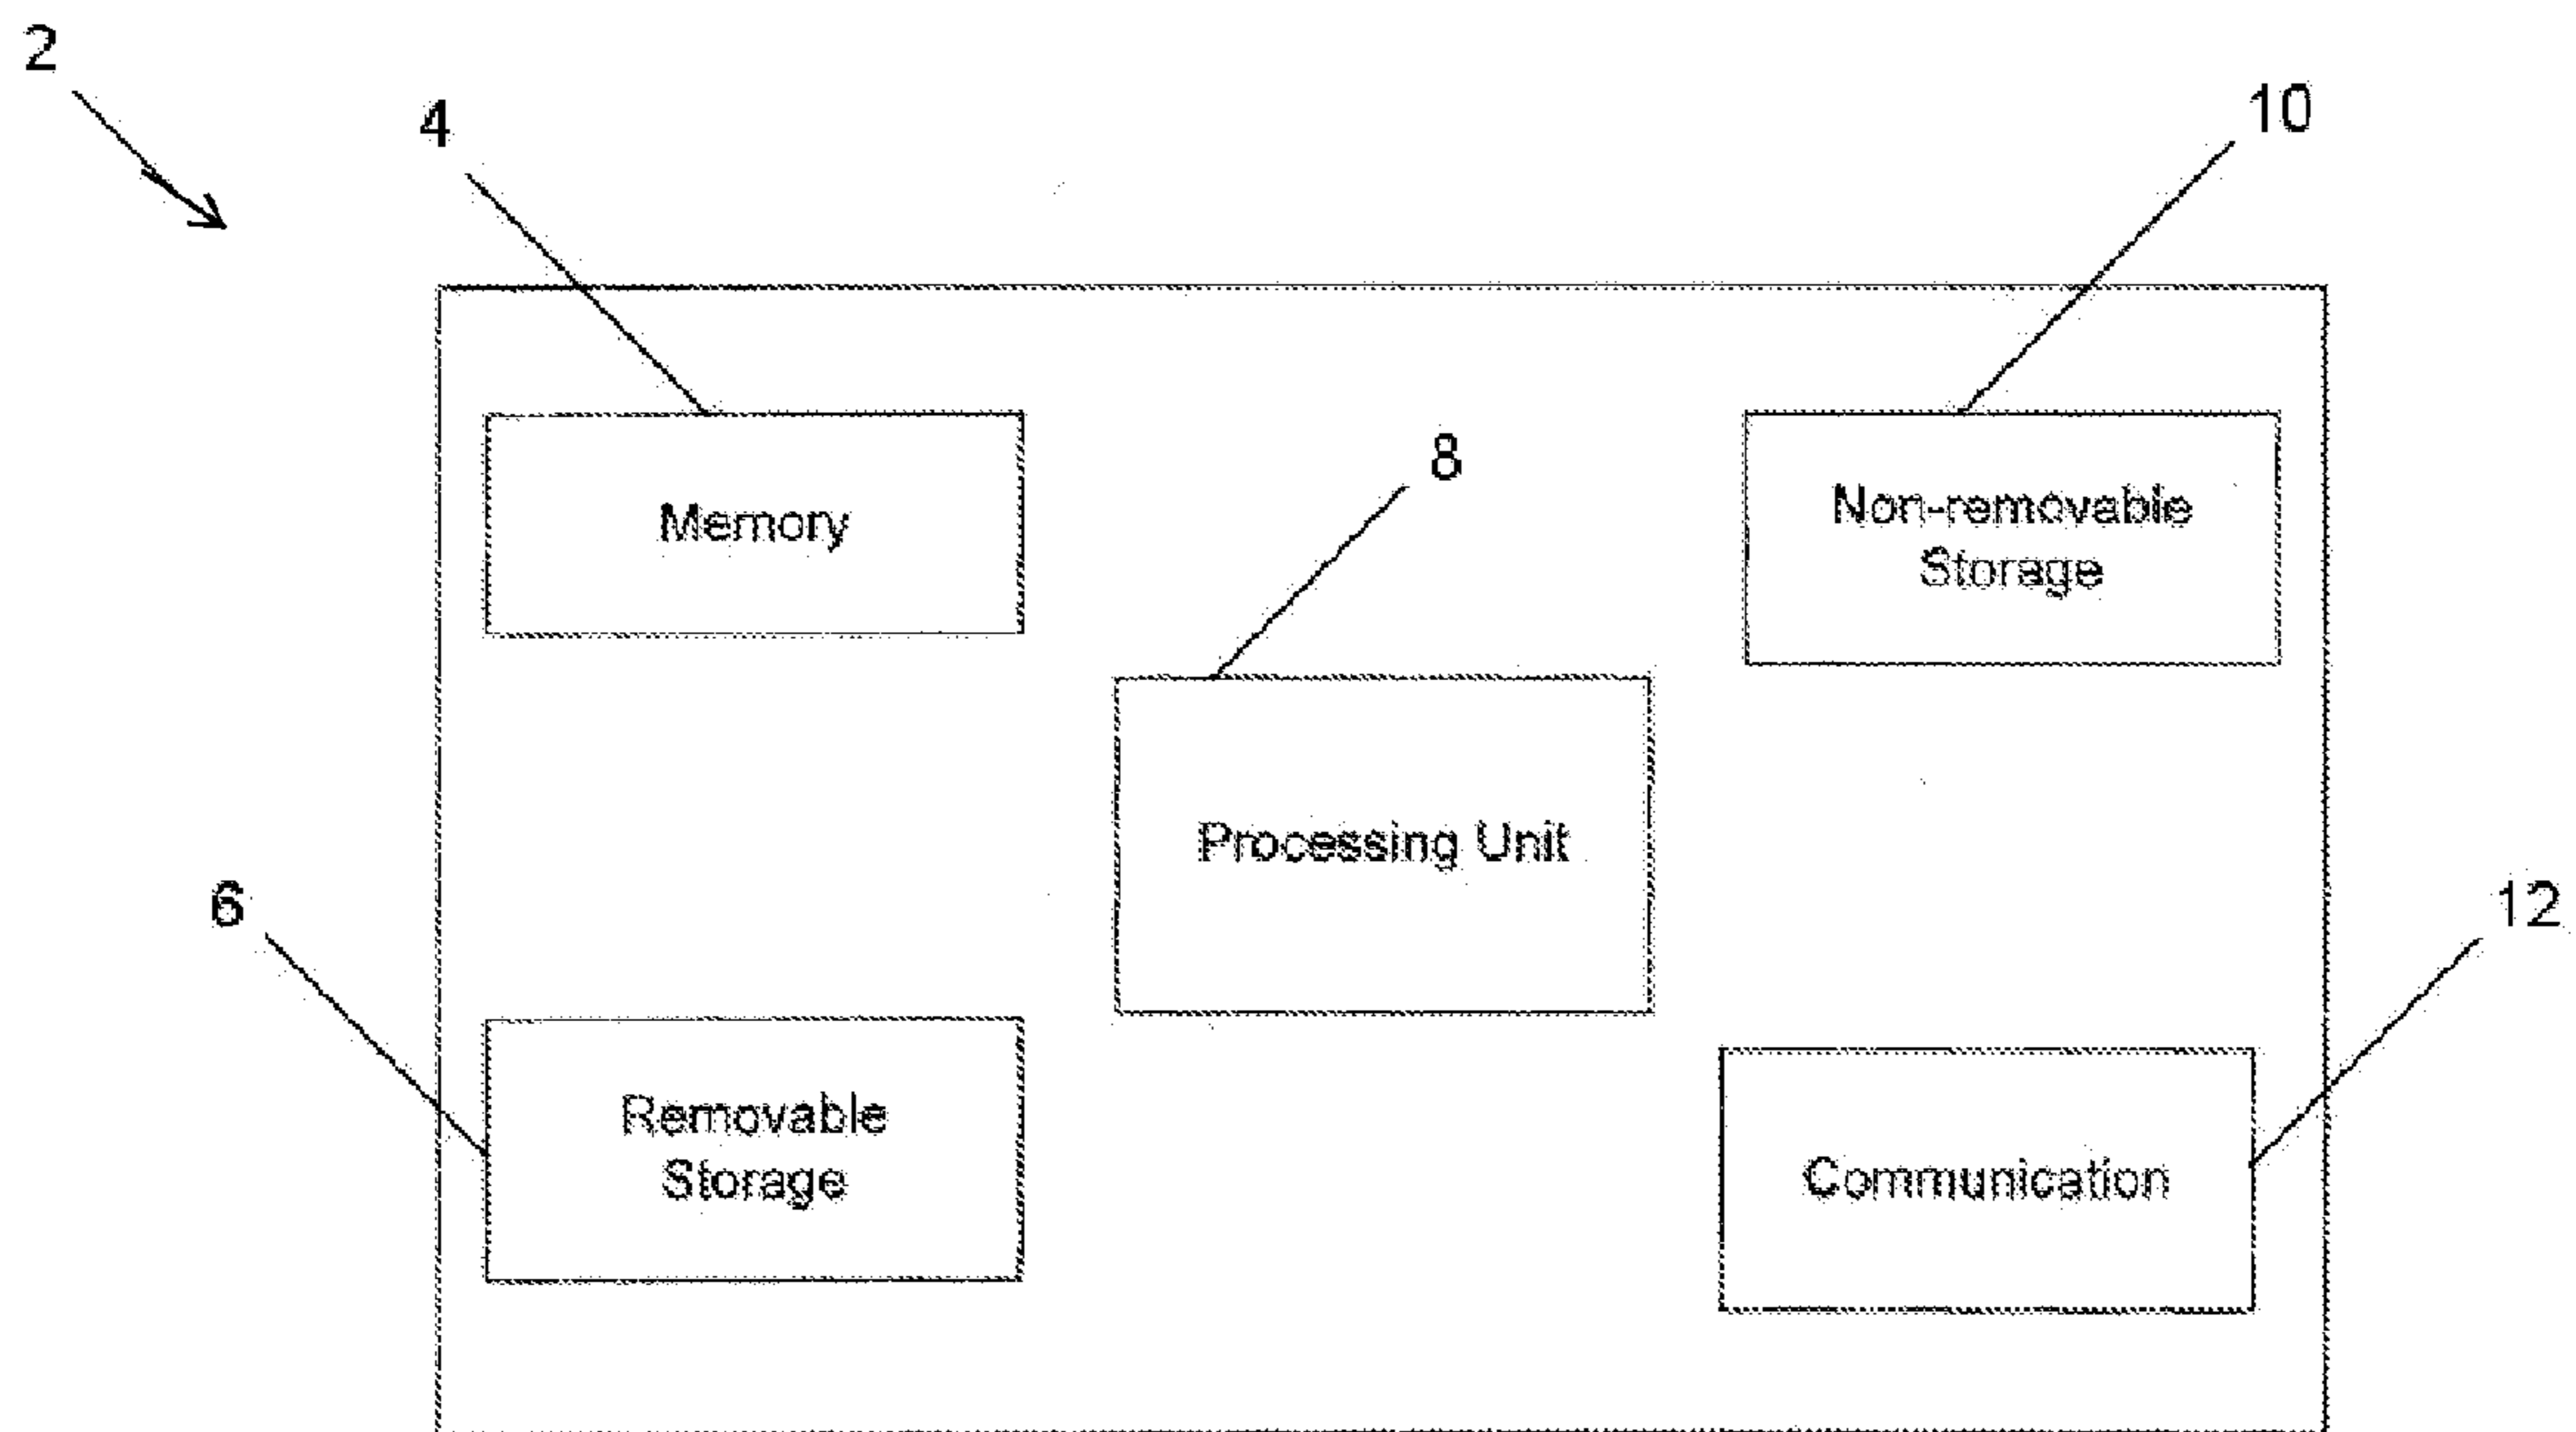 2
4
10
8
Memory
Non-removable
Storage
Processing Unit
6
12
Removable
Storage
Communication